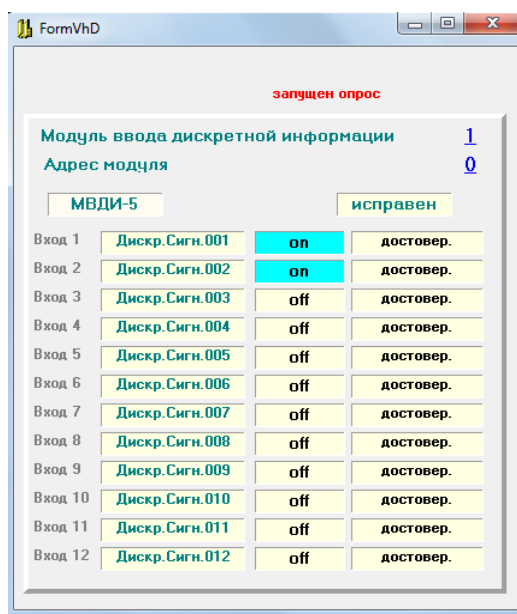 FormVhD
запущен опрос
Модуль ввода дискретной информации 1
Адрес модуля 0
МВДИ-5 исправен
Вход 1 Дискр.Сигн.001 on достовер.
Вход 2 Дискр.Сигн.002 on достовер.
Вход 3 Дискр.Сигн.003 off достовер.
Вход 4 Дискр.Сигн.004 off достовер.
Вход 5 Дискр.Сигн.005 off достовер.
Вход 6 Дискр.Сигн.006 off достовер.
Вход 7 Дискр.Сигн.007 off достовер.
Вход 8 Дискр.Сигн.008 off достовер.
Вход 9 Дискр.Сигн.009 off достовер.
Вход 10 Дискр.Сигн.010 off достовер.
Вход 11 Дискр.Сигн.011 off достовер.
Вход 12 Дискр.Сигн.012 off достовер.